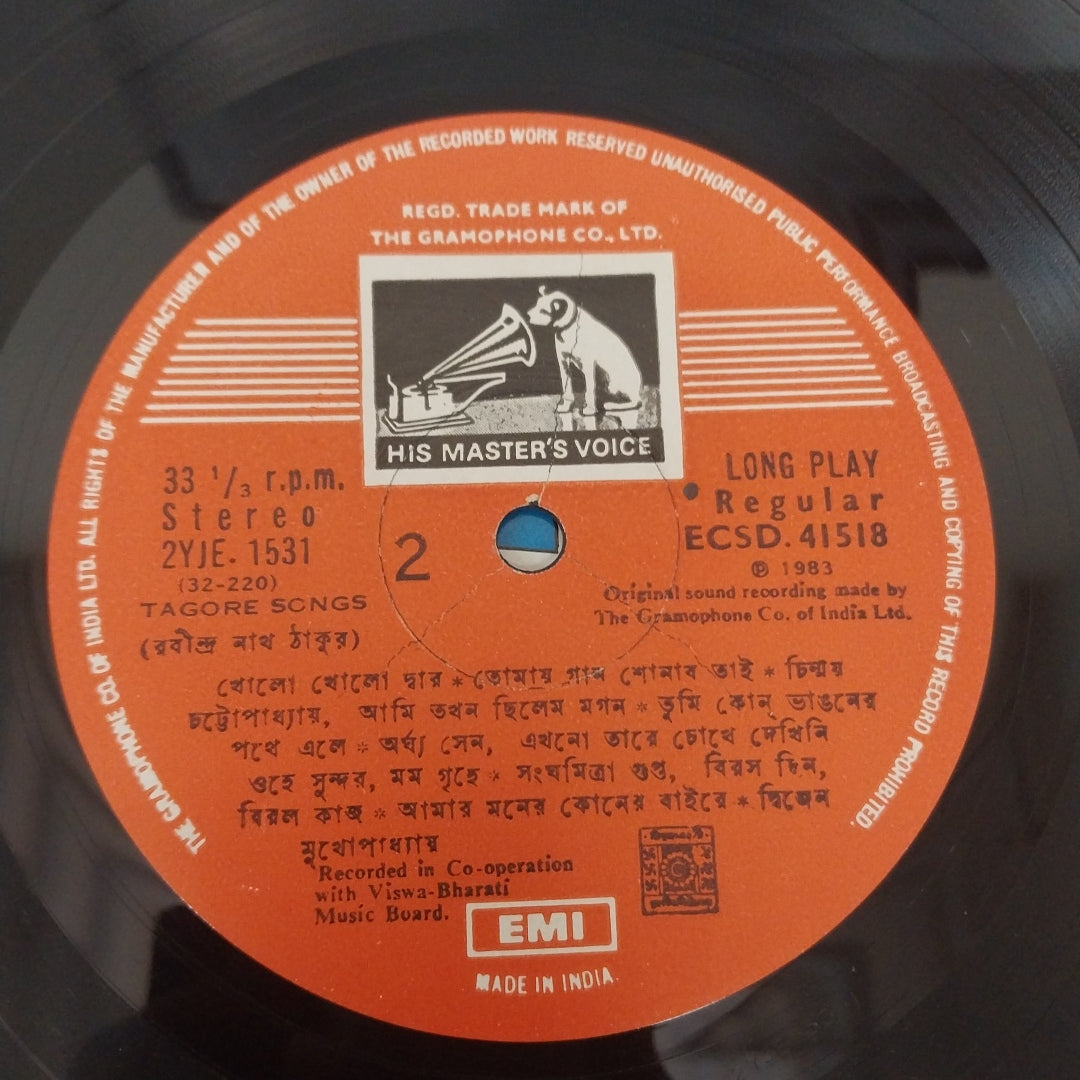 THE GRAMOPHONE CO. OF INDIA LTD. ALL RIGHTS OF THE MANUFACTURER AND OF THE OWNER OF THE RECORDED WORK RESERVED UNAUTHORISED PUBLIC PERFORMANCE BROADCASTING AND COPYING OF THIS RECORD PROHIBITED.
REGD. TRADE MARK OF
THE GRAMOPHONE CO., LTD.
HIS MASTER'S VOICE
33 1/3 r.p.m.
Stereo
2YJE. 1531
(32-220)
TAGORE SONGS
(রবীন্দ্র নাথ ঠাকুর)
2
LONG PLAY
Regular
ECSD. 41518
℗ 1983
Original sound recording made by
The Gramophone Co. of India Ltd.
খোলো খোলো দ্বার * তোমায় গান শোনাব তাই * চিন্ময়
চট্টোপাধ্যায়, আমি তখন ছিলেম মগন * তুমি কোন্ ভাঙনের
পথে এলে * অর্ঘ্য সেন, এখনো তারে চোখে দেখিনি
ওহে সুন্দর, মম গৃহে * সংঘমিত্রা গুপ্ত, বিরস দিন,
বিরল কাজ * আমার মনের কোনের বাইরে * দ্বিজেন
মুখোপাধ্যায়
Recorded in Co-operation
with Viswa-Bharati
Music Board.
EMI
MADE IN INDIA.